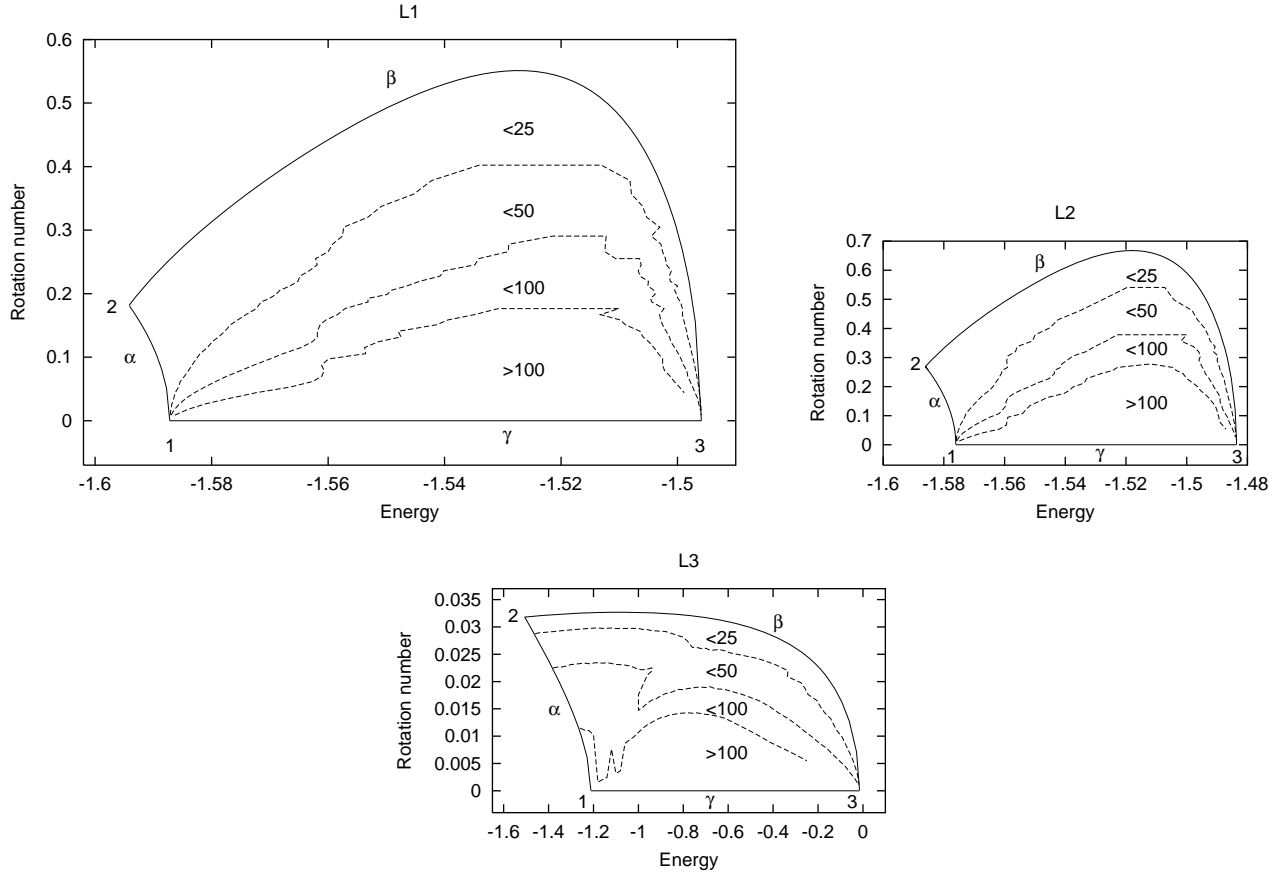 L1
0.6
0.5
0.4
0.3
0.2
0.1
0
Rotation number
β
<25
<50
<100
>100
2
α
1
γ
3
-1.6 -1.58 -1.56 -1.54 -1.52 -1.5
Energy
L2
0.7
0.6
0.5
0.4
0.3
0.2
0.1
0
Rotation number
β
<25
<50
<100
>100
2
α
1
γ
3
-1.6 -1.58 -1.56 -1.54 -1.52 -1.5 -1.48
Energy
L3
0.035
0.03
0.025
0.02
0.015
0.01
0.005
0
Rotation number
2
β
<25
<50
<100
>100
α
1
γ
3
-1.6 -1.4 -1.2 -1 -0.8 -0.6 -0.4 -0.2 0
Energy